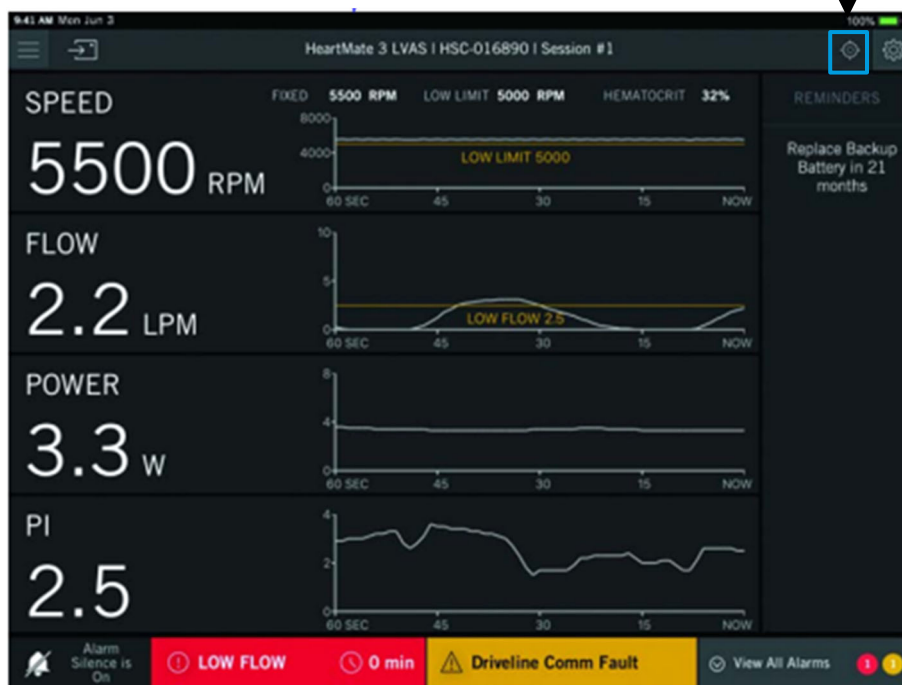 9:41 AM Mon Jun 3
100%
HeartMate 3 LVAS | HSC-016890 | Session #1
SPEED
5500 RPM
FIXED 5500 RPM LOW LIMIT 5000 RPM HEMATOCRIT 32%
8000
4000
0
LOW LIMIT 5000
60 SEC 45 30 15 NOW
REMINDERS
Replace Backup
Battery in 21
months
FLOW
2.2 LPM
10
5
0
LOW FLOW 2.5
60 SEC 45 30 15 NOW
POWER
3.3 W
8
4
0
60 SEC 45 30 15 NOW
PI
2.5
4
2
0
60 SEC 45 30 15 NOW
Alarm
Silence is
On
LOW FLOW 0 min
Driveline Comm Fault
View All Alarms 1 1